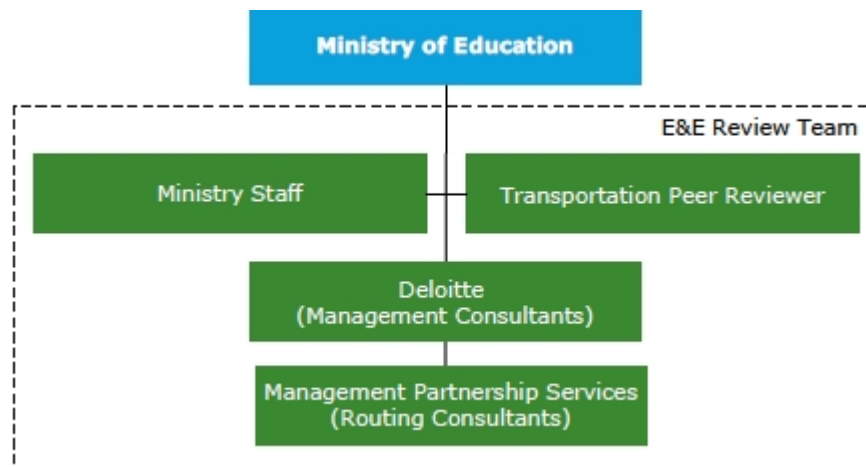 Ministry of Education
E&E Review Team
Ministry Staff
Transportation Peer Reviewer
Deloitte
(Management Consultants)
Management Partnership Services
(Routing Consultants)